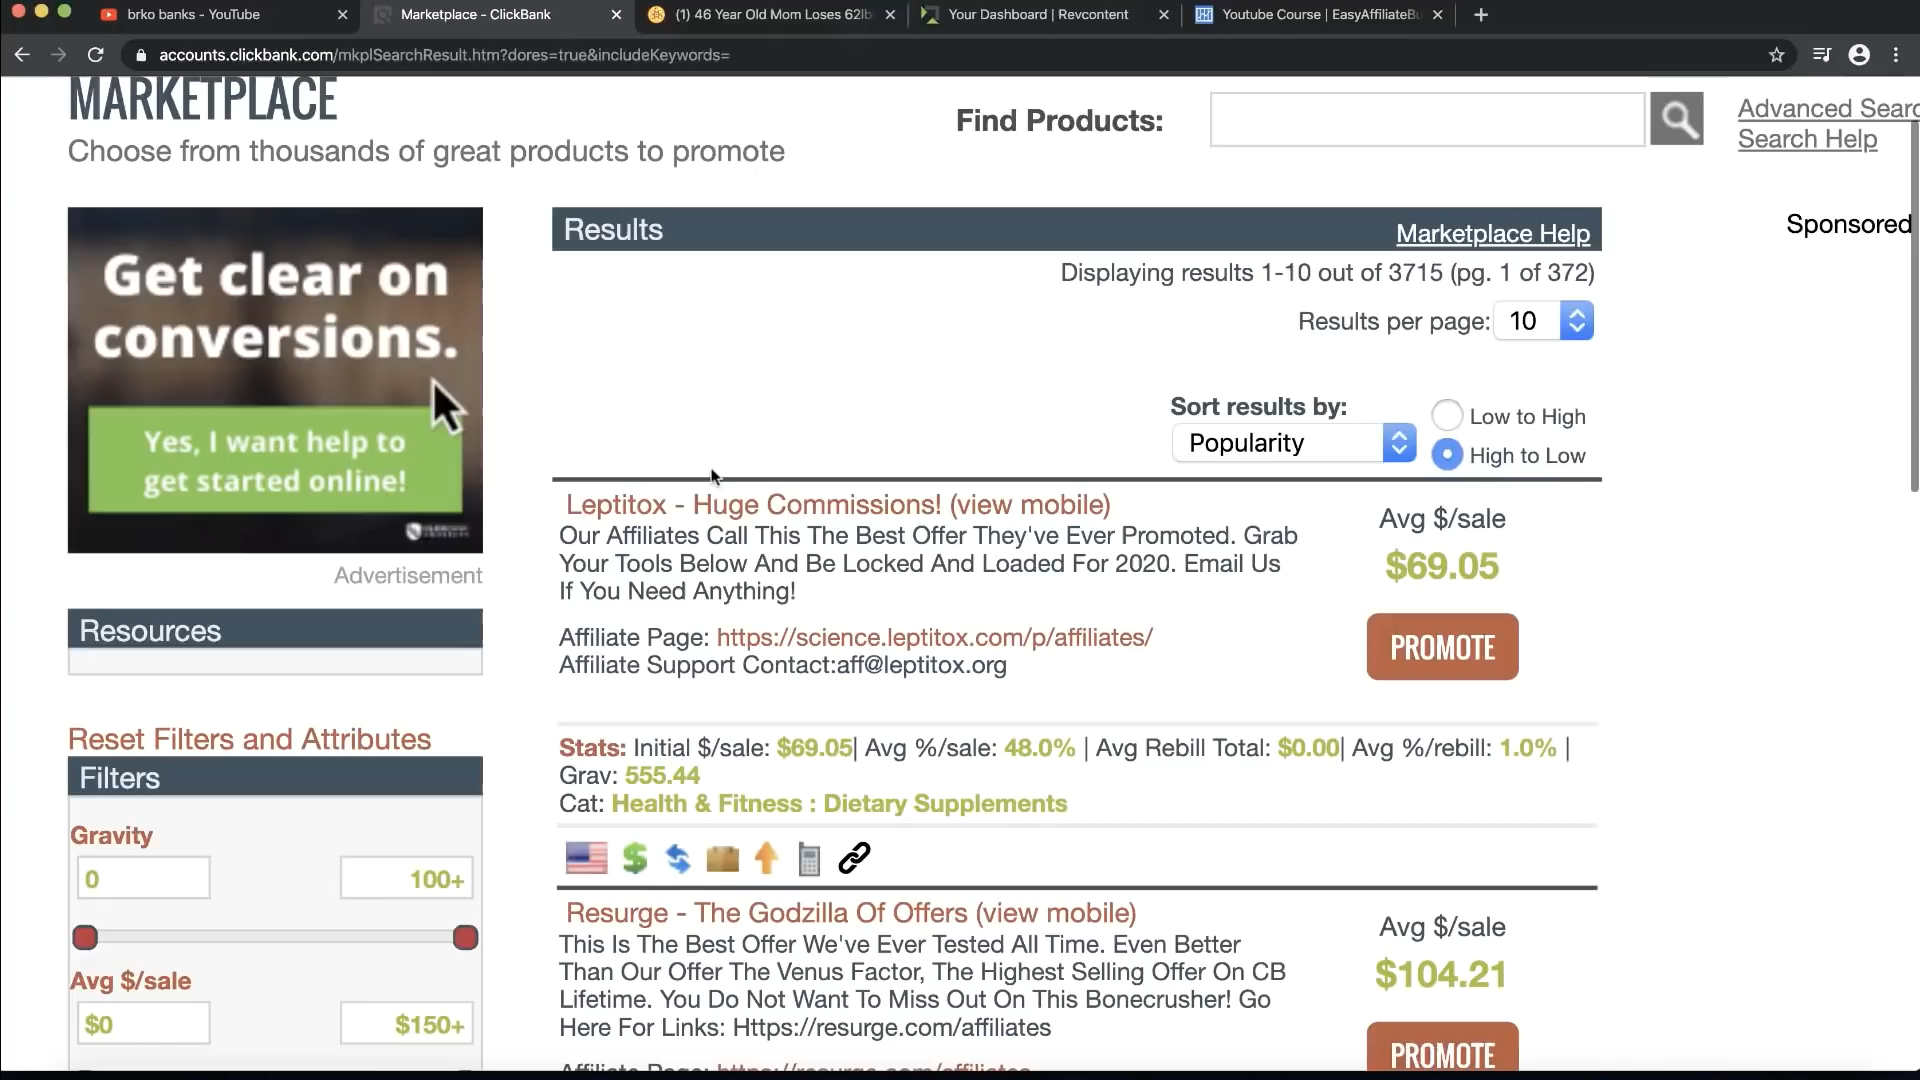 brko banks - YouTube
Marketplace - ClickBank
(1) 46 Year Old Mom Loses 62lb
Your Dashboard | Revcontent
Youtube Course | EasyAffiliateBu
accounts.clickbank.com/mkplSearchResult.htm?dores=true&includeKeywords=
MARKETPLACE
Choose from thousands of great products to promote
Find Products:
Advanced Searc
Search Help
Get clear on
conversions.
Yes, I want help to
get started online!
Advertisement
Resources
Reset Filters and Attributes
Filters
Gravity
0
100+
Avg $/sale
$0
$150+
Results
Marketplace Help
Sponsored
Displaying results 1-10 out of 3715 (pg. 1 of 372)
Results per page: 10
Sort results by:
Popularity
Low to High
High to Low
Leptitox - Huge Commissions! (view mobile)
Our Affiliates Call This The Best Offer They've Ever Promoted. Grab
Your Tools Below And Be Locked And Loaded For 2020. Email Us
If You Need Anything!
Affiliate Page: https://science.leptitox.com/p/affiliates/
Affiliate Support Contact:aff@leptitox.org
Avg $/sale
$69.05
PROMOTE
Stats: Initial $/sale: $69.05| Avg %/sale: 48.0% | Avg Rebill Total: $0.00| Avg %/rebill: 1.0% |
Grav: 555.44
Cat: Health & Fitness : Dietary Supplements
Resurge - The Godzilla Of Offers (view mobile)
This Is The Best Offer We've Ever Tested All Time. Even Better
Than Our Offer The Venus Factor, The Highest Selling Offer On CB
Lifetime. You Do Not Want To Miss Out On This Bonecrusher! Go
Here For Links: Https://resurge.com/affiliates
Affiliate Page: https://resurge.com/affiliates
Avg $/sale
$104.21
PROMOTE